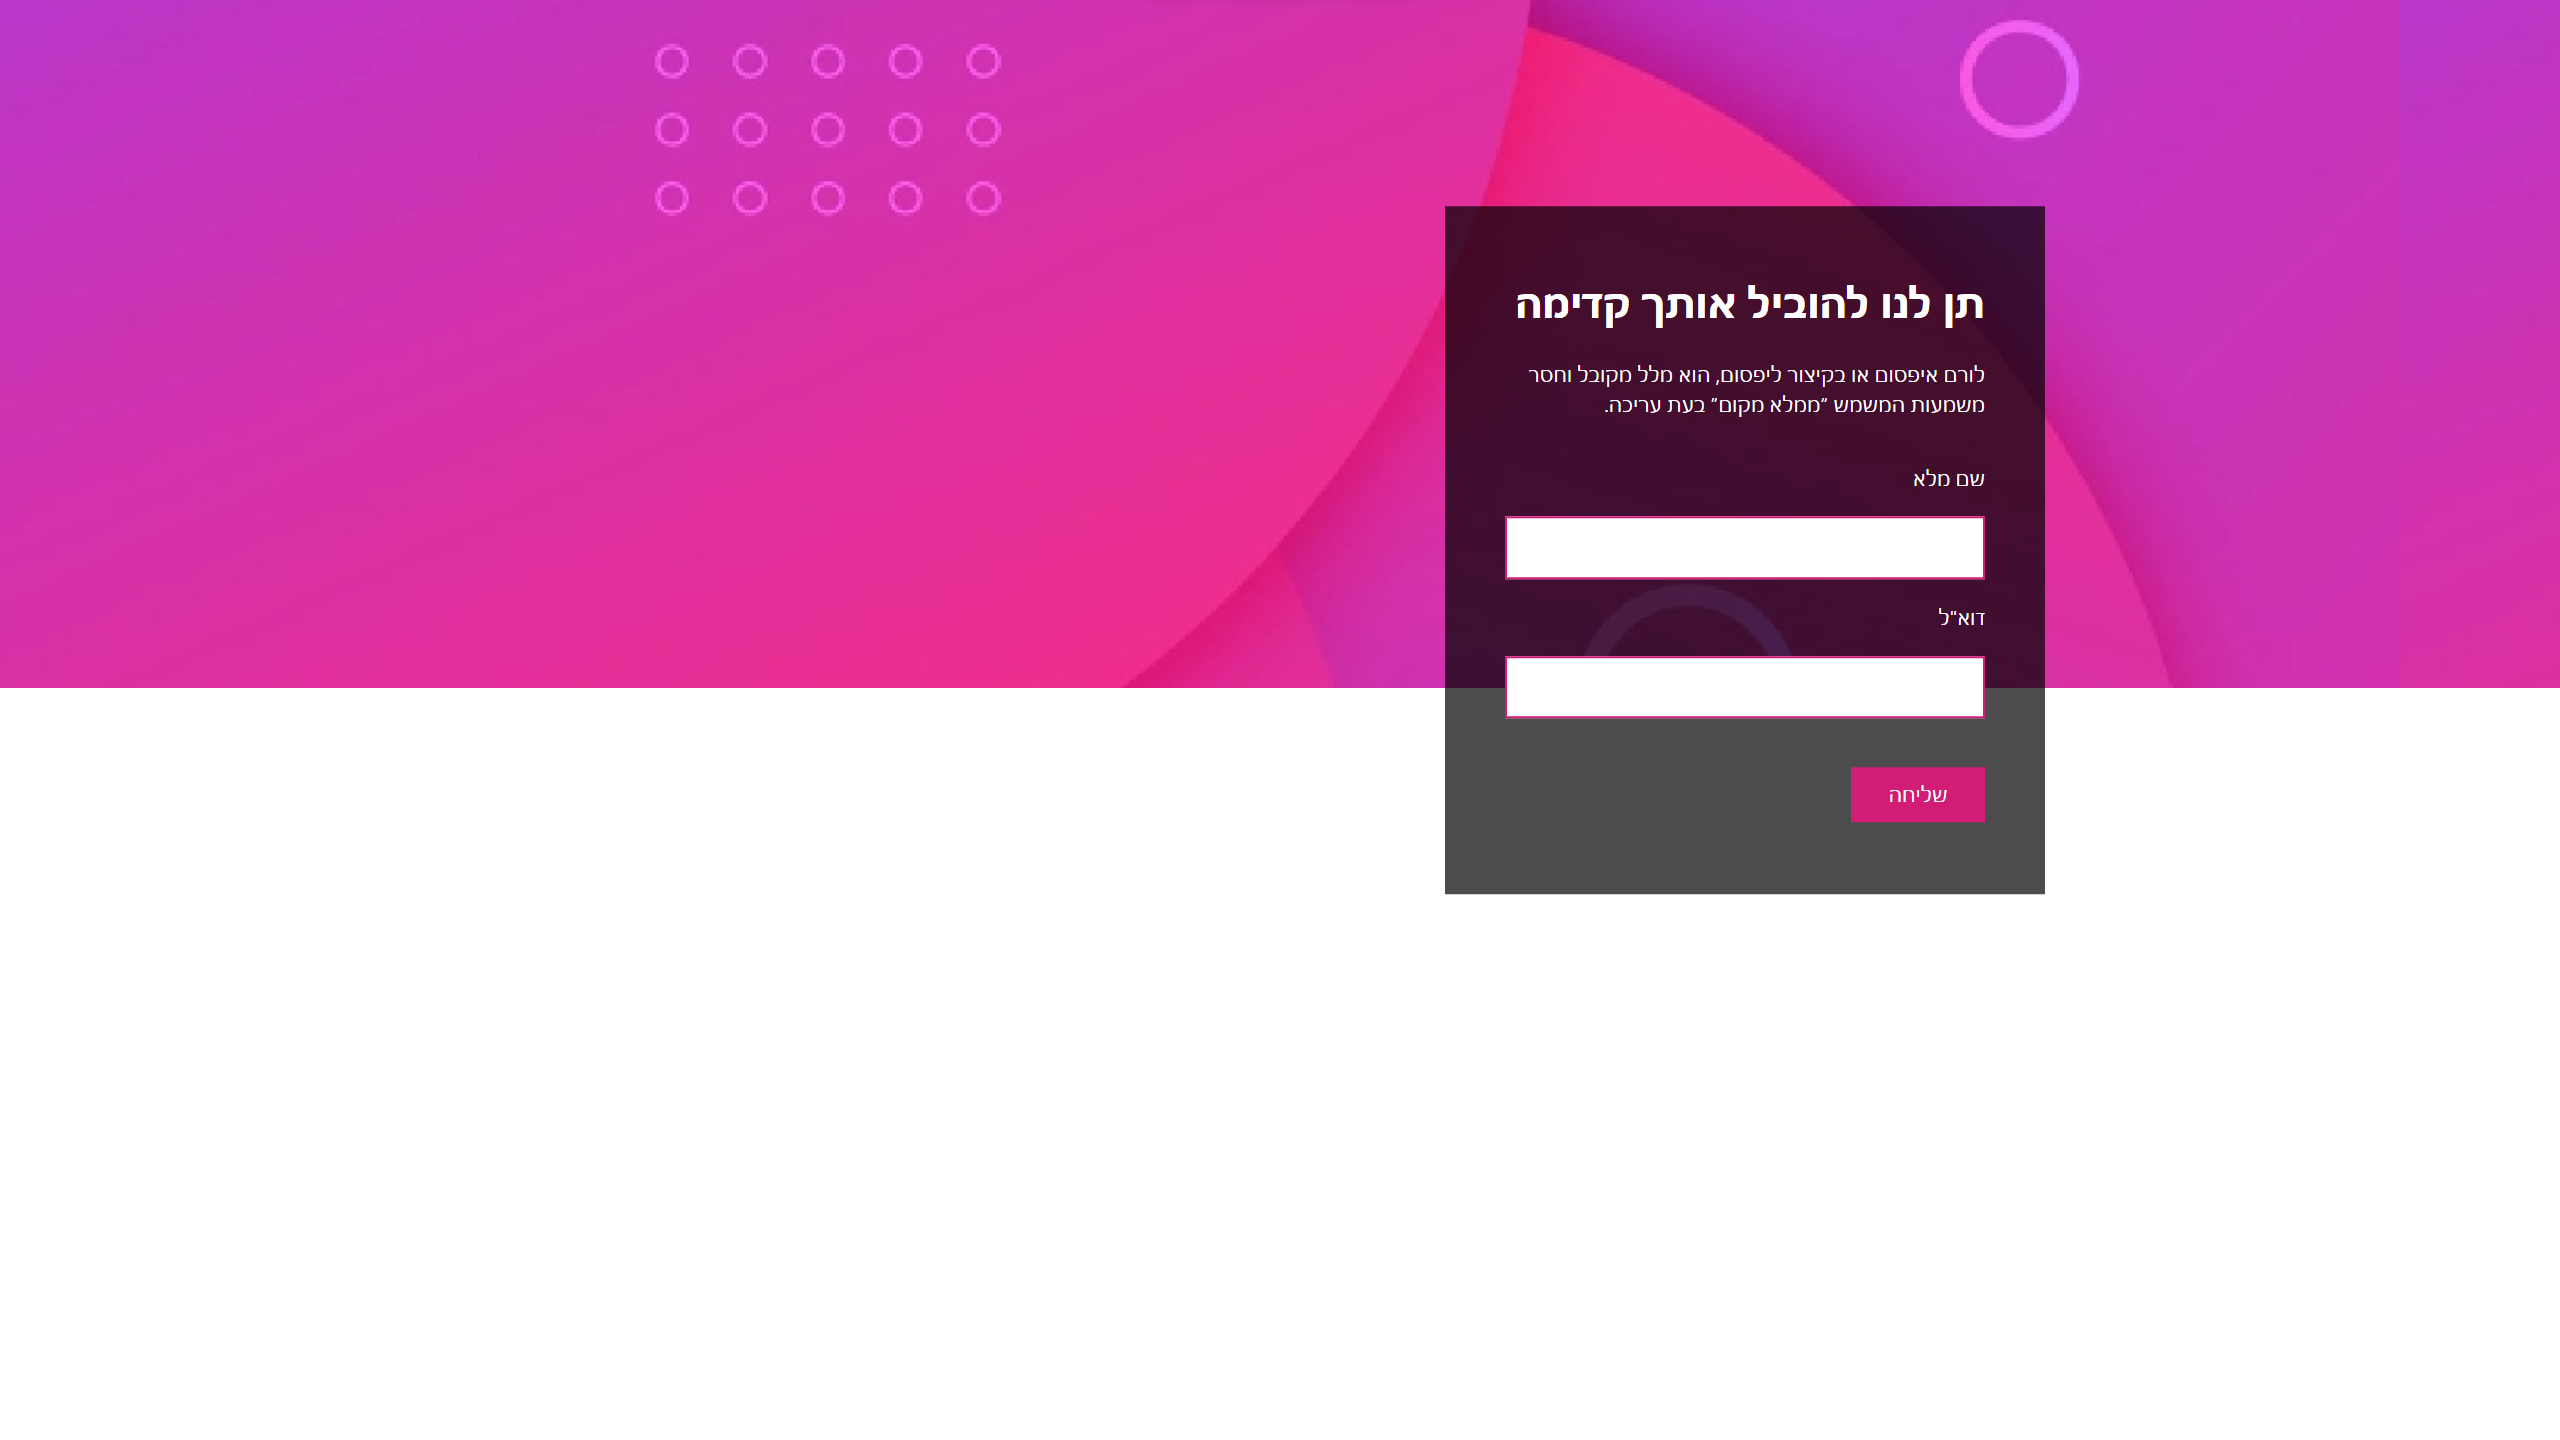 תן לנו להוביל אותך קדימה
לורם איפסום או בקיצור ליפסום, הוא מלל מקובל וחסר
משמעות המשמש ״ממלא מקום״ בעת עריכה.
שם מלא
דוא"ל
שליחה